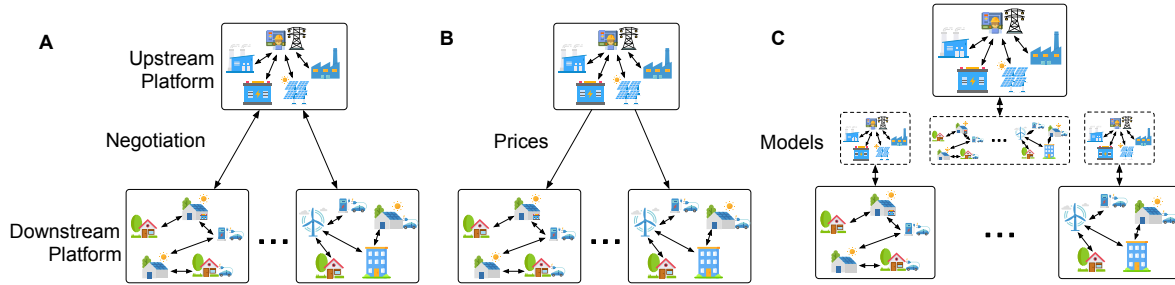 A
B
C
Upstream
Platform
Negotiation
Prices
Models
Downstream
Platform